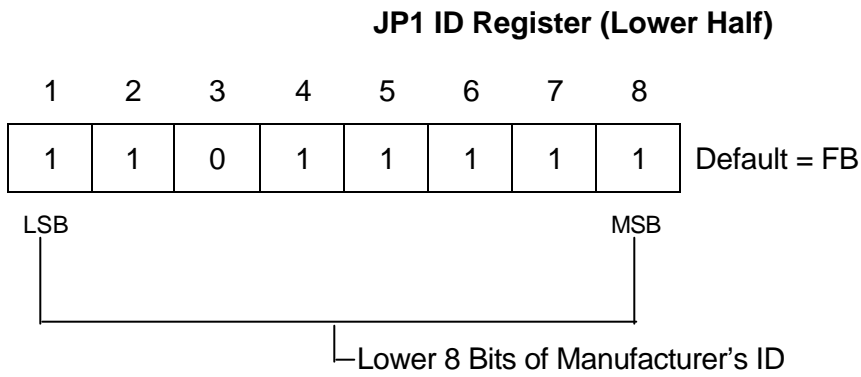 JP1 ID Register (Lower Half)
1 2 3 4 5 6 7 8
1 1 0 1 1 1 1 1 Default = FB
LSB MSB
Lower 8 Bits of Manufacturer's ID